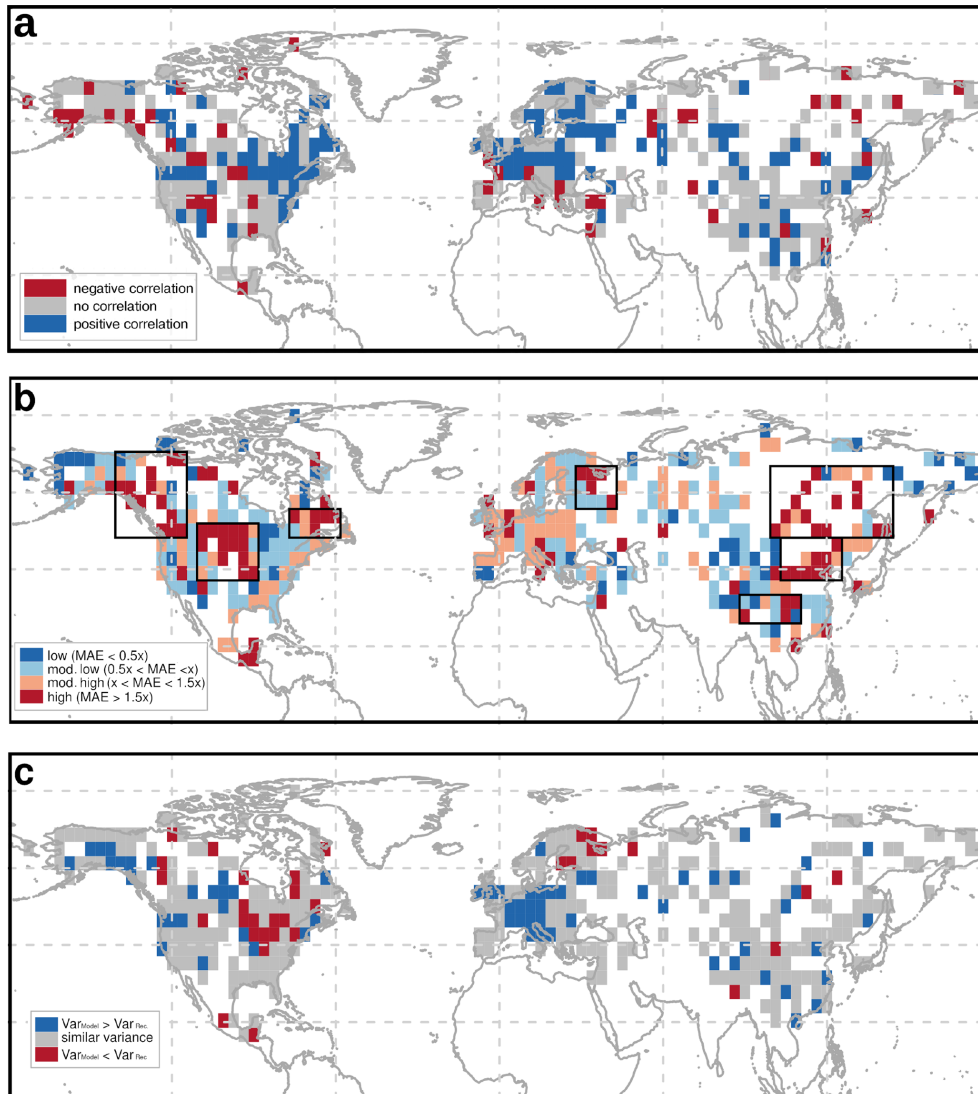 a
negative correlation
no correlation
positive correlation
b
low (MAE < 0.5x)
mod. low (0.5x < MAE <x)
mod. high (x < MAE < 1.5x)
high (MAE > 1.5x)
c
VarModel > VarRec.
similar variance
VarModel < VarRec.